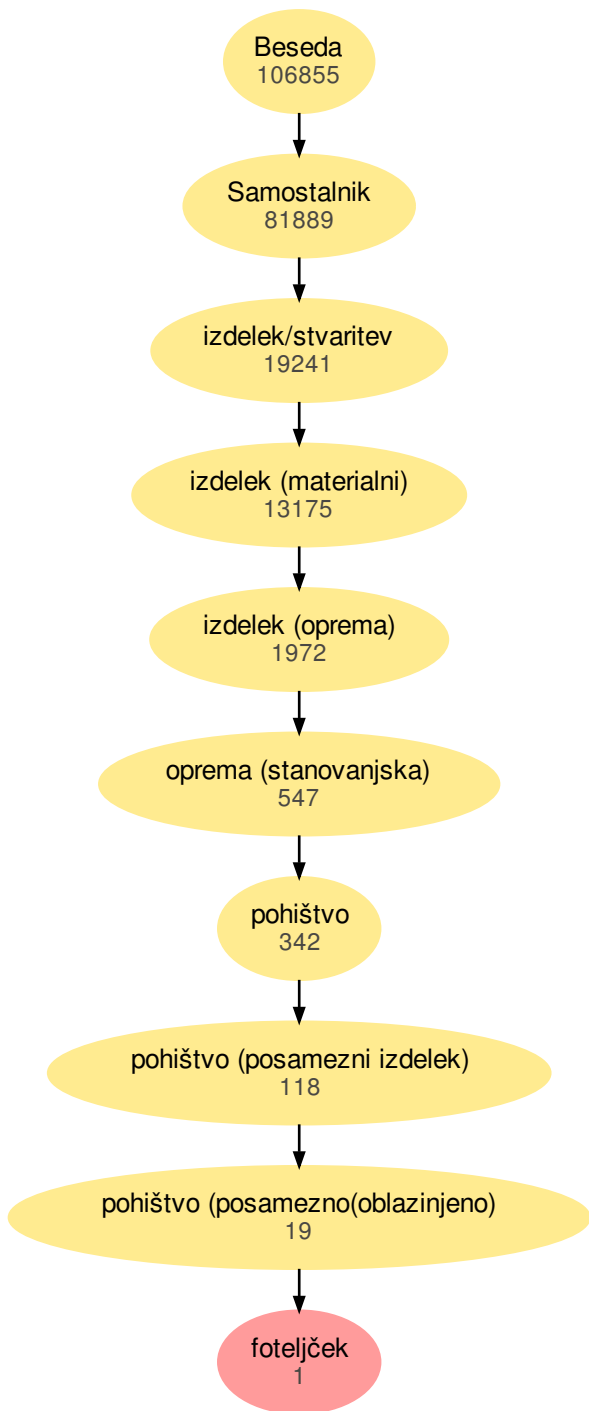 Beseda
106855
Samostalnik
81889
izdelek/stvaritev
19241
izdelek (materialni)
13175
izdelek (oprema)
1972
oprema (stanovanjska)
547
pohištvo
342
pohištvo (posamezni izdelek)
118
pohištvo (posamezno(oblazinjeno)
19
foteljček
1